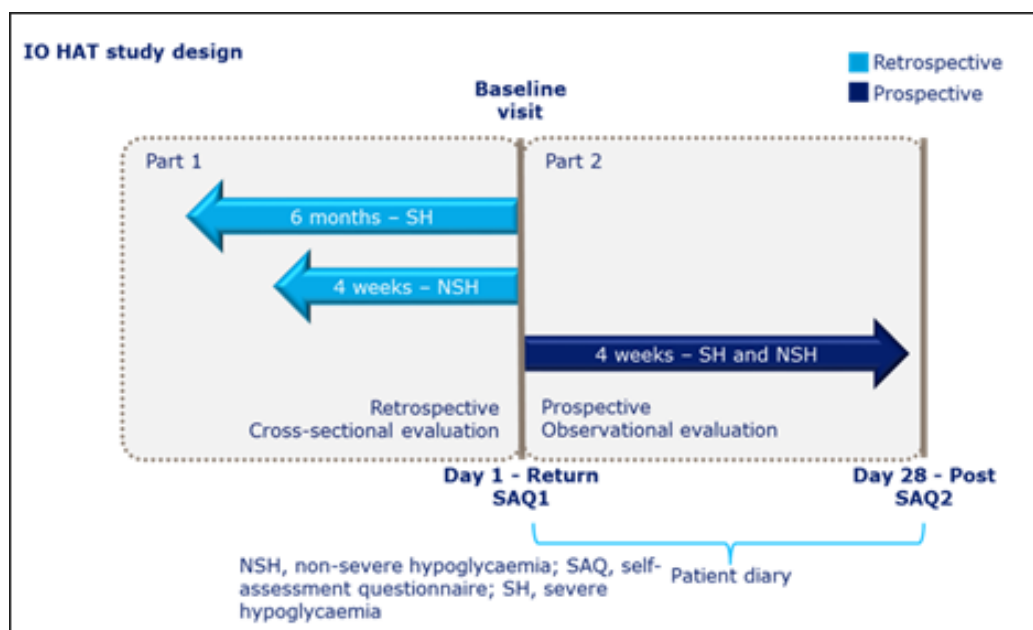 IO HAT study design
Retrospective
Prospective
Baseline
visit
Part 1
Part 2
6 months – SH
4 weeks – NSH
4 weeks – SH and NSH
Retrospective
Cross-sectional evaluation
Prospective
Observational evaluation
Day 1 - Return
SAQ1
Day 28 - Post
SAQ2
NSH, non-severe hypoglycaemia; SAQ, self-
assessment questionnaire; SH, severe
hypoglycaemia
Patient diary